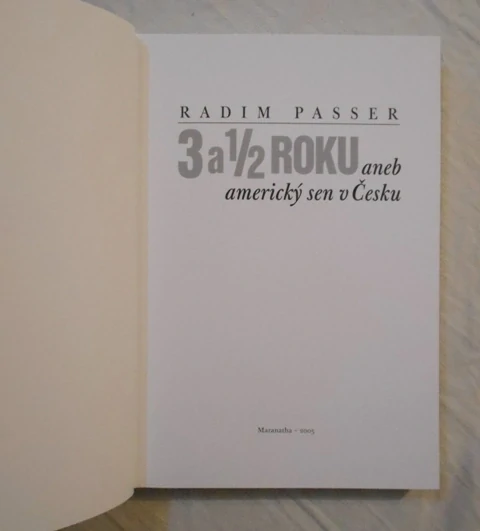 RADIM PASSER
3 a 1/2 ROKU aneb
americký sen v Česku
Maranatha - 2005